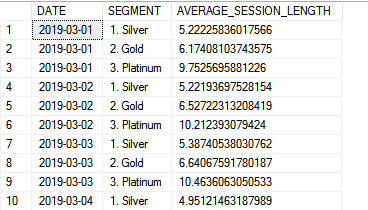 DATE SEGMENT AVERAGE_SESSION_LENGTH
1 2019-03-01 1. Silver 5.22225836017566
2 2019-03-01 2. Gold 6.17408103743575
3 2019-03-01 3. Platinum 9.7525695881226
4 2019-03-02 1. Silver 5.22193697528154
5 2019-03-02 2. Gold 6.52722313208419
6 2019-03-02 3. Platinum 10.212393079424
7 2019-03-03 1. Silver 5.38740538030762
8 2019-03-03 2. Gold 6.64067591780187
9 2019-03-03 3. Platinum 10.4636063050533
10 2019-03-04 1. Silver 4.95121463187989